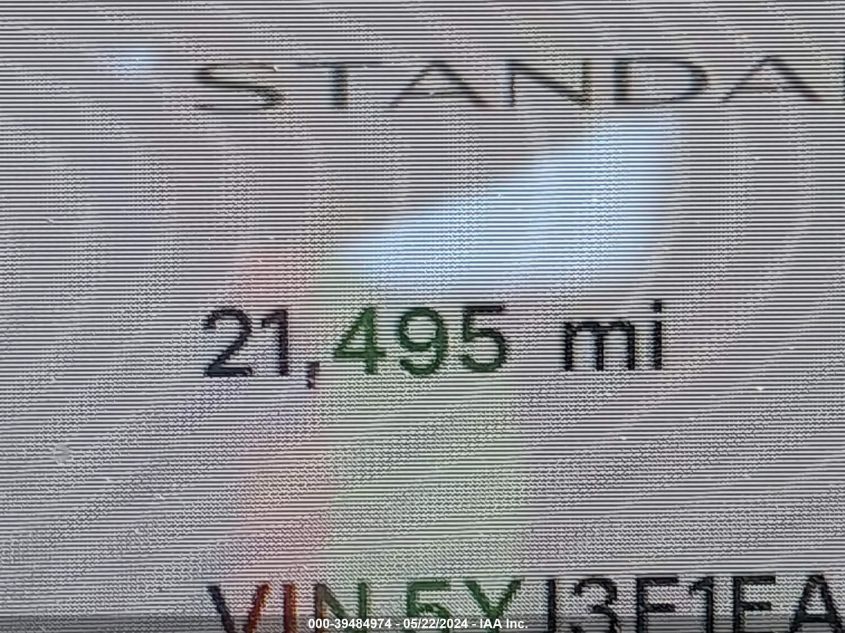 STANDA
21,495 mi
VIN 5YJ3E1EA
000-39484974 - 05/22/2024 - IAA Inc.